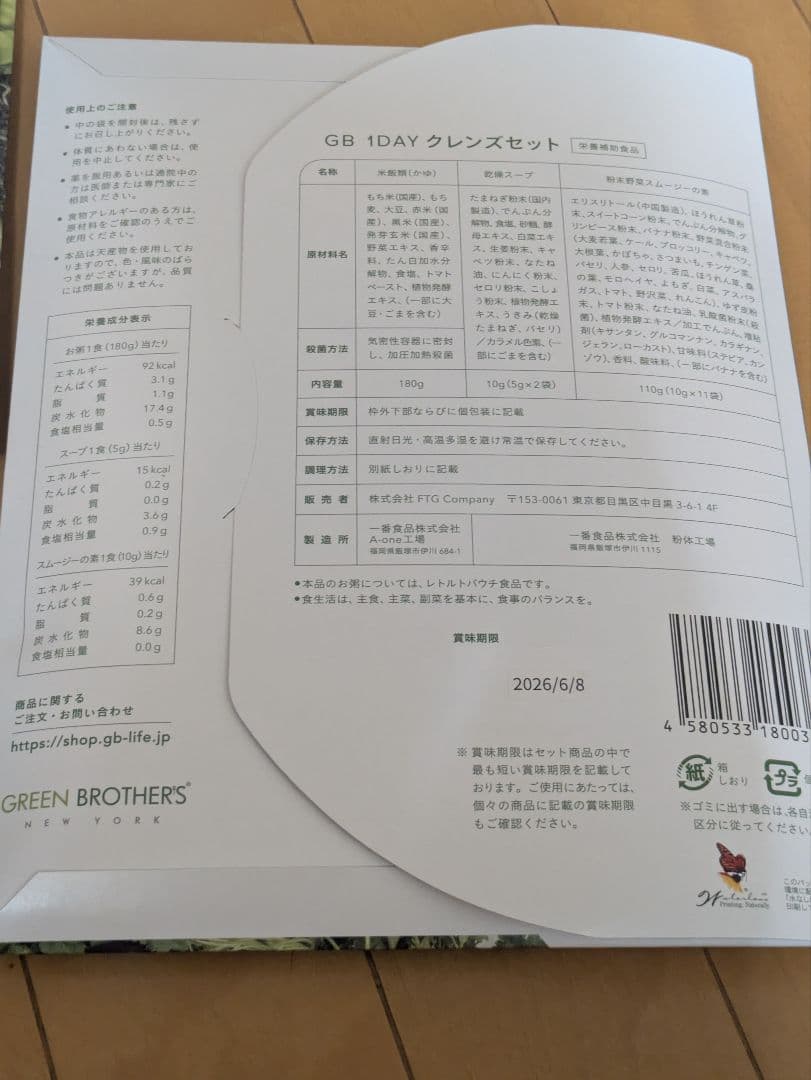 使用上のご注意
● 中の袋を開封後は、残さず
にお召し上がりください。
● 体質にあわない場合は、使
用を中止してください。
● 薬を服用あるいは通院中の
方は医師または専門家にご
相談ください。
● 食物アレルギーのある方は、
原材料をご確認のうえでご
使用ください。
● 本品は天産物を使用してお
りますので、色・風味のばら
つきがございますが、品質
には問題ありません。
栄養成分表示
お粥1食(180g)当たり
エネルギー 92kcal
たんぱく質 3.1g
脂質 1.1g
炭水化物 17.4g
食塩相当量 0.5g
スープ1食(5g)当たり
エネルギー 15kcal
たんぱく質 0.2g
脂質 0.0g
炭水化物 3.6g
食塩相当量 0.9g
スムージーの素1食(10g)当たり
エネルギー 39kcal
たんぱく質 0.6g
脂質 0.2g
炭水化物 8.6g
食塩相当量 0.0g
商品に関する
ご注文・お問い合わせ
https://shop.gb-life.jp
GREEN BROTHERS®
NEW YORK
GB 1DAY クレンズセット 栄養補助食品
名称 米飯類(かゆ) 乾燥スープ 粉末野菜スムージーの素
原材料名
もち米(国産)、もち
麦、大豆、赤米(国
産)、黒米(国産)、
発芽玄米(国産)、
野菜エキス、香辛
料、たん白加水分
解物、食塩、トマト
ペースト、植物発酵
エキス、(一部に大
豆・ごまを含む)
たまねぎ粉末(国内
製造)、でんぷん分
解物、食塩、砂糖、酵
母エキス、白菜エキ
ス、生姜粉末、キャ
ベツ粉末、なたね
油、にんにく粉末、
セロリ粉末、こしょ
う粉末、植物発酵
エキス、うきみ(乾燥
たまねぎ、パセリ)
/カラメル色素、(一
部にごまを含む)
エリスリトール(中国製造)、ほうれん草粉
末、スイートコーン粉末、でんぷん分解物、グ
リンピース粉末、バナナ粉末、野菜混合粉末
(大麦若葉、ケール、ブロッコリー、キャベツ、
大根葉、かぼちゃ、さつまいも、チンゲン菜、
パセリ、人参、セロリ、苦瓜、ほうれん草、桑
の葉、モロヘイヤ、よもぎ、白菜、アスパラ
ガス、トマト、野沢菜、れんこん)、ゆず皮粉
末、トマト粉末、なたね油、乳酸菌粉末(殺
菌)、植物発酵エキス/加工でんぷん、増粘
剤(キサンタン、グルコマンナン、カラギナン、
ジェラン、ローカスト)、甘味料(ステビア、カン
ゾウ)、香料、酸味料、(一部にバナナを含む)
殺菌方法
気密性容器に密封
し、加圧加熱殺菌
内容量 180g 10g(5g×2袋) 110g(10g×11袋)
賞味期限 枠外下部ならびに個包装に記載
保存方法 直射日光・高温多湿を避け常温で保存してください。
調理方法 別紙しおりに記載
販売者 株式会社 FTG Company 〒153-0061 東京都目黒区中目黒 3-6-1 4F
製造所
一番食品株式会社
A-one工場
福岡県飯塚市伊川 684-1
一番食品株式会社 粉体工場
福岡県飯塚市伊川 1115
●本品のお粥については、レトルトパウチ食品です。
●食生活は、主食、主菜、副菜を基本に、食事のバランスを。
賞味期限
2026/6/8
※ 賞味期限はセット商品の中で
最も短い賞味期限を記載して
おります。ご使用にあたっては、
個々の商品に記載の賞味期限
もご確認ください。
4 580533 18003
紙 箱
しおり
プラ 個
※ゴミに出す場合は、各自
区分に従ってください。
Waterless
Printing, Naturally
このパッ
環境に
「水なし
印刷して